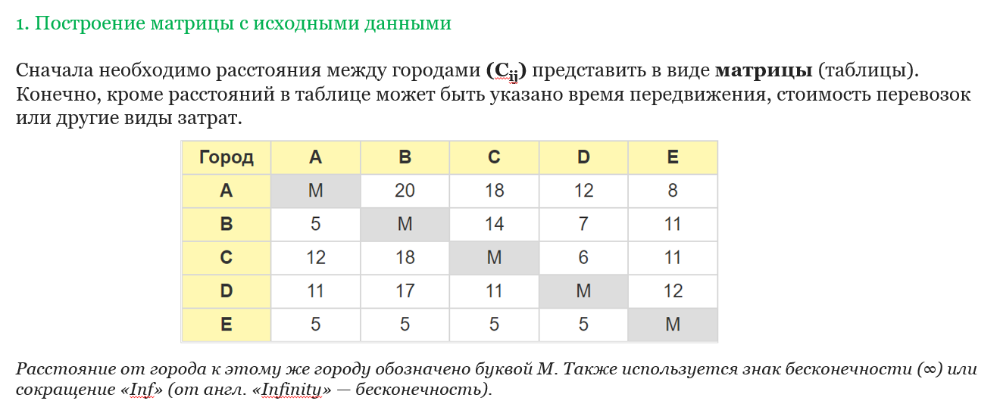 1. Построение матрицы с исходными данными
Сначала необходимо расстояния между городами (Cij) представить в виде матрицы (таблицы).
Конечно, кроме расстояний в таблице может быть указано время передвижения, стоимость перевозок
или другие виды затрат.
Город A B C D E
A M 20 18 12 8
B 5 M 14 7 11
C 12 18 M 6 11
D 11 17 11 M 12
E 5 5 5 5 M
Расстояние от города к этому же городу обозначено буквой M. Также используется знак бесконечности (∞) или
сокращение «Inf» (от англ. «Infinity» — бесконечность).